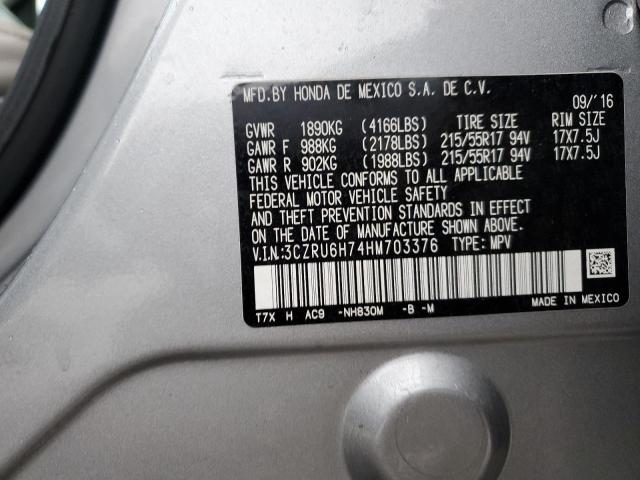 MFD.BY HONDA DE MEXICO S.A. DE C.V.
09/'16
GVWR 1890KG (4166LBS) TIRE SIZE RIM SIZE
GAWR F 988KG (2178LBS) 215/55R17 94V 17X7.5J
GAWR R 902KG (1988LBS) 215/55R17 94V 17X7.5J
THIS VEHICLE CONFORMS TO ALL APPLICABLE
FEDERAL MOTOR VEHICLE SAFETY
AND THEFT PREVENTION STANDARDS IN EFFECT
ON THE DATE OF MANUFACTURE SHOWN ABOVE.
V.I.N.:3CZRU6H74HM703376 TYPE: MPV
T7X H AC9 -NH830M -B -M
MADE IN MEXICO